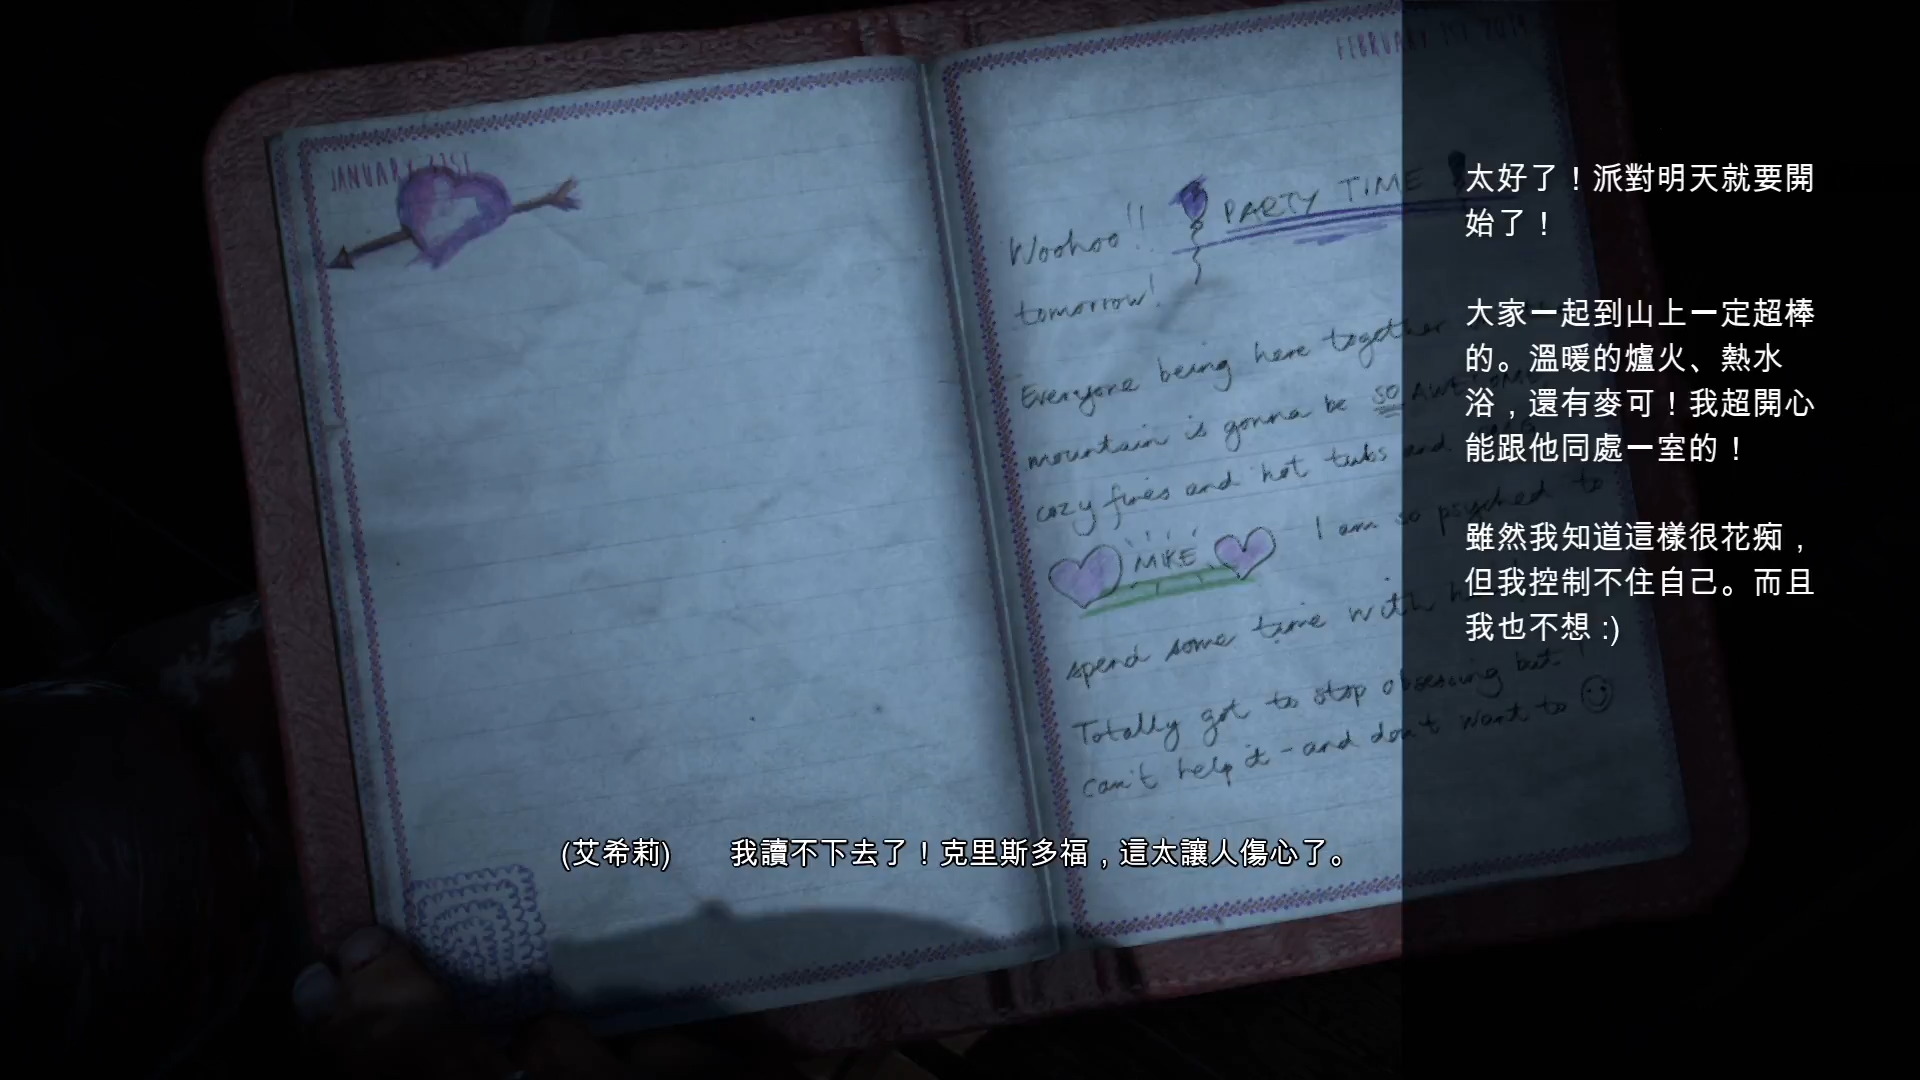 JANUARY 31ST
FEBRUARY 1ST
Woohoo!! PARTY TIME!
tomorrow!
Everyone being here together
mountain is gonna be so AWESOME
cozy fires and hot tubs and
MIKE I am so psyched to
spend some time with
Totally got to stop obsessing but I
can't help it - and don't want to
太好了！派對明天就要開
始了！
大家一起到山上一定超棒
的。溫暖的爐火、熱水
浴，還有麥可！我超開心
能跟他同處一室的！
雖然我知道這樣很花痴，
但我控制不住自己。而且
我也不想 :)
(艾希莉) 我讀不下去了！克里斯多福，這太讓人傷心了。